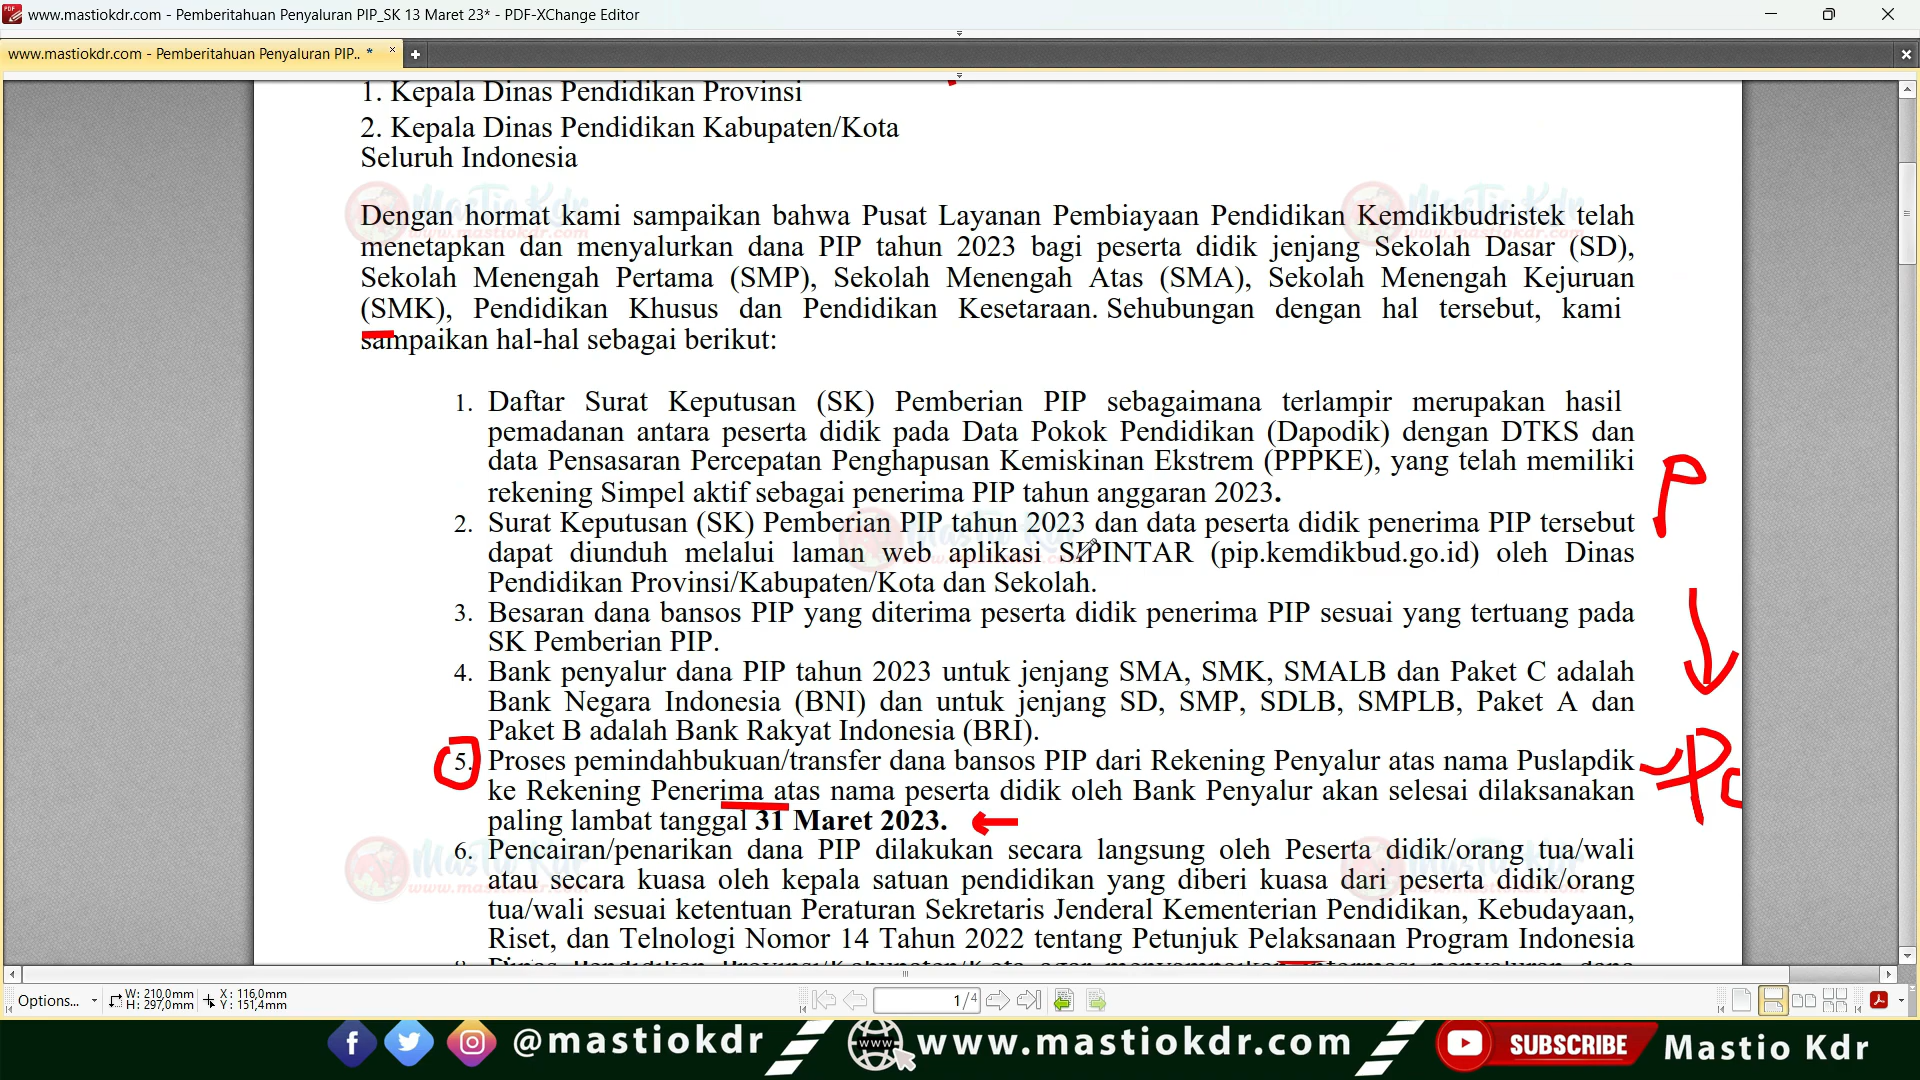 www.mastiokdr.com - Pemberitahuan Penyaluran PIP_SK 13 Maret 23* - PDF-XChange Editor
www.mastiokdr.com - Pemberitahuan Penyaluran PIP.. *
1. Kepala Dinas Pendidikan Provinsi
2. Kepala Dinas Pendidikan Kabupaten/Kota
Seluruh Indonesia
Dengan hormat kami sampaikan bahwa Pusat Layanan Pembiayaan Pendidikan Kemdikbudristek telah
menetapkan dan menyalurkan dana PIP tahun 2023 bagi peserta didik jenjang Sekolah Dasar (SD),
Sekolah Menengah Pertama (SMP), Sekolah Menengah Atas (SMA), Sekolah Menengah Kejuruan
(SMK), Pendidikan Khusus dan Pendidikan Kesetaraan. Sehubungan dengan hal tersebut, kami
sampaikan hal-hal sebagai berikut:
1. Daftar Surat Keputusan (SK) Pemberian PIP sebagaimana terlampir merupakan hasil
pemadanan antara peserta didik pada Data Pokok Pendidikan (Dapodik) dengan DTKS dan
data Pensasaran Percepatan Penghapusan Kemiskinan Ekstrem (PPPKE), yang telah memiliki
rekening Simpel aktif sebagai penerima PIP tahun anggaran 2023.
2. Surat Keputusan (SK) Pemberian PIP tahun 2023 dan data peserta didik penerima PIP tersebut
dapat diunduh melalui laman web aplikasi SIPINTAR (pip.kemdikbud.go.id) oleh Dinas
Pendidikan Provinsi/Kabupaten/Kota dan Sekolah.
3. Besaran dana bansos PIP yang diterima peserta didik penerima PIP sesuai yang tertuang pada
SK Pemberian PIP.
4. Bank penyalur dana PIP tahun 2023 untuk jenjang SMA, SMK, SMALB dan Paket C adalah
Bank Negara Indonesia (BNI) dan untuk jenjang SD, SMP, SDLB, SMPLB, Paket A dan
Paket B adalah Bank Rakyat Indonesia (BRI).
5. Proses pemindahbukuan/transfer dana bansos PIP dari Rekening Penyalur atas nama Puslapdik
ke Rekening Penerima atas nama peserta didik oleh Bank Penyalur akan selesai dilaksanakan
paling lambat tanggal 31 Maret 2023.
6. Pencairan/penarikan dana PIP dilakukan secara langsung oleh Peserta didik/orang tua/wali
atau secara kuasa oleh kepala satuan pendidikan yang diberi kuasa dari peserta didik/orang
tua/wali sesuai ketentuan Peraturan Sekretaris Jenderal Kementerian Pendidikan, Kebudayaan,
Riset, dan Telnologi Nomor 14 Tahun 2022 tentang Petunjuk Pelaksanaan Program Indonesia
Options...
W: 210,0mm
H: 297,0mm
X: 116,0mm
Y: 151,4mm
1/4
@mastiokdr
www.mastiokdr.com
SUBSCRIBE
Mastio Kdr